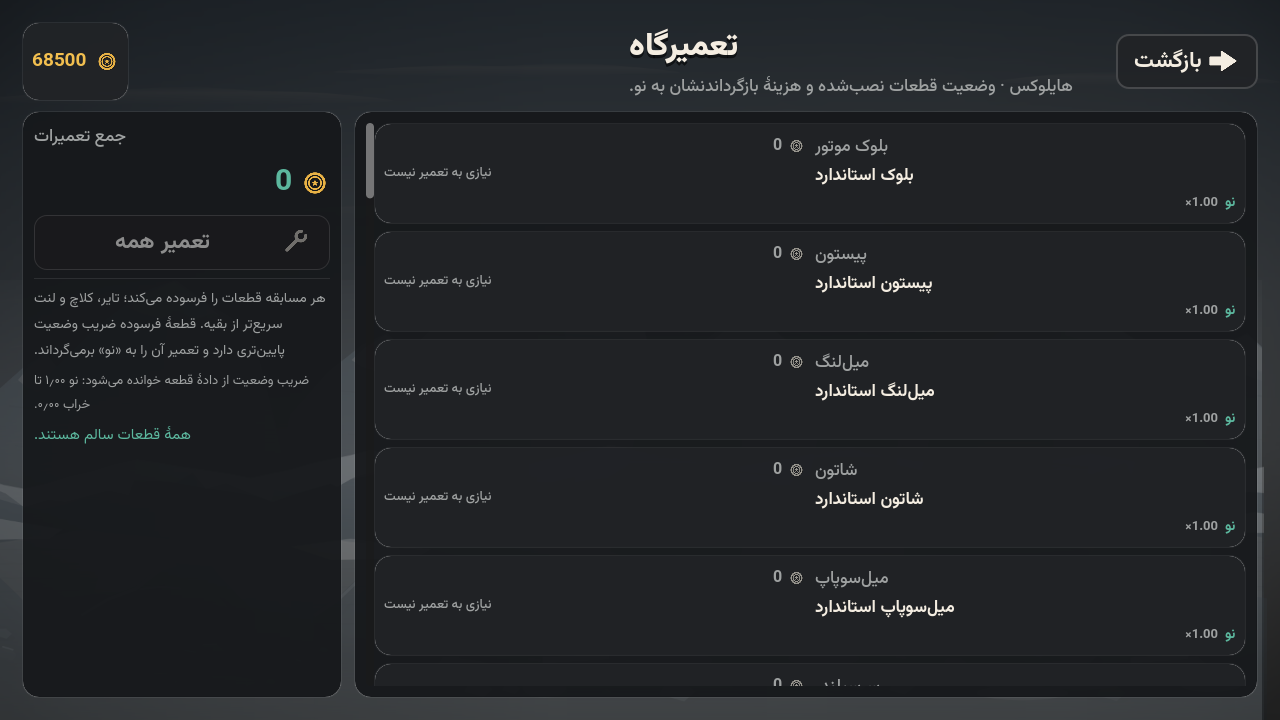 بازگشت
تعمیرگاه
هایلوکس · وضعیت قطعات نصب‌شده و هزینهٔ بازگرداندنشان به نو.
68500
بلوک موتور
0
بلوک استاندارد
نیازی به تعمیر نیست
نو ×1.00
پیستون
0
پیستون استاندارد
نیازی به تعمیر نیست
نو ×1.00
میل‌لنگ
0
میل‌لنگ استاندارد
نیازی به تعمیر نیست
نو ×1.00
شاتون
0
شاتون استاندارد
نیازی به تعمیر نیست
نو ×1.00
میل‌سوپاپ
0
میل‌سوپاپ استاندارد
نیازی به تعمیر نیست
نو ×1.00
0
جمع تعمیرات
0
تعمیر همه
هر مسابقه قطعات را فرسوده می‌کند؛ تایر، کلاچ و لنت
سریع‌تر از بقیه. قطعهٔ فرسوده ضریب وضعیت
پایین‌تری دارد و تعمیر آن را به «نو» برمی‌گرداند.
ضریب وضعیت از دادهٔ قطعه خوانده می‌شود: نو ۱٫۰۰ تا
خراب ۰٫۰۰.
همهٔ قطعات سالم هستند.